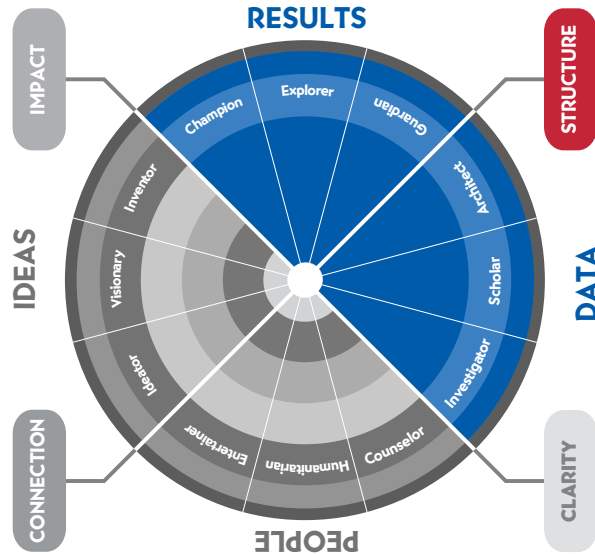 RESULTS
IMPACT
STRUCTURE
Champion
Explorer
Guardian
Architect
Scholar
Investigator
DATA
Inventor
Visionary
Ideator
IDEAS
Entertainer
Humanitarian
Counselor
PEOPLE
CONNECTION
CLARITY